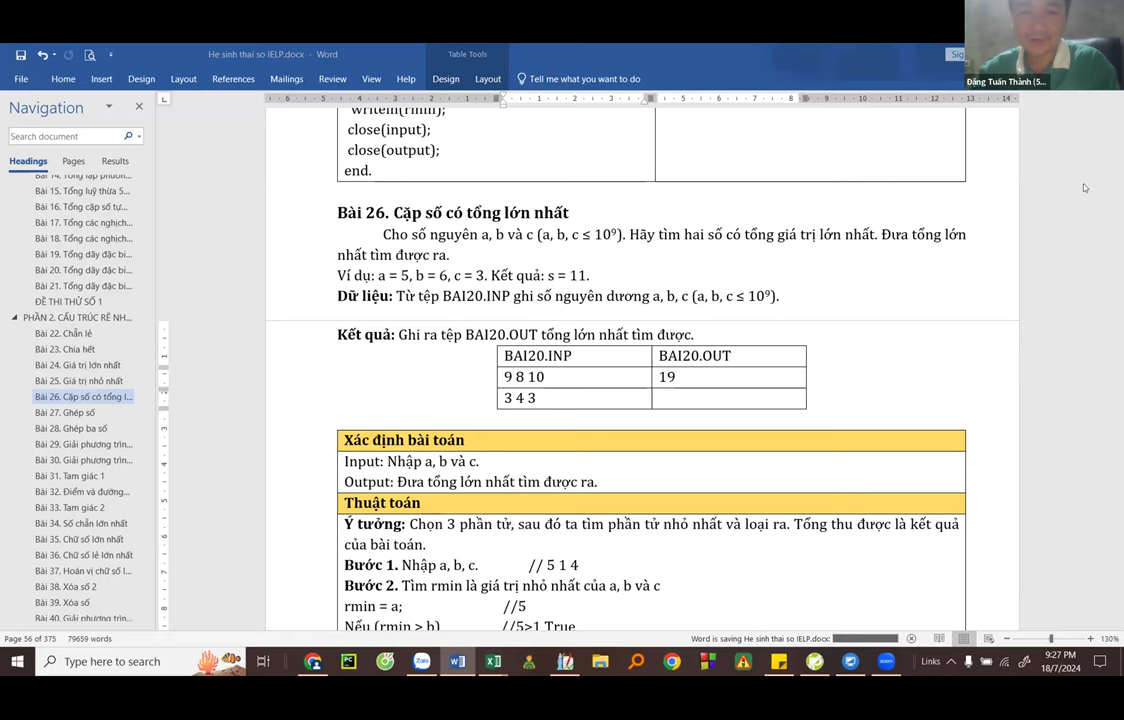 He sinh thai so IELP.docx - Word
Table Tools
Đặng Tuấn Thành (5...
File Home Insert Design Layout References Mailings Review View Help Design Layout Tell me what you want to do
Navigation
Search document
Headings Pages Results
Bài 14. Tổng lập phươn...
Bài 15. Tổng luỹ thừa 5...
Bài 16. Tổng cặp số tự...
Bài 17. Tổng các nghịch...
Bài 18. Tổng các nghịch...
Bài 19. Tổng dãy đặc bi...
Bài 20. Tổng dãy đặc bi...
Bài 21. Tổng dãy đặc bi...
ĐỀ THI THỬ SỐ 1
PHẦN 2. CẤU TRÚC RẼ NH...
Bài 22. Chẵn lẻ
Bài 23. Chia hết
Bài 24. Giá trị lớn nhất
Bài 25. Giá trị nhỏ nhất
Bài 26. Cặp số có tổng l...
Bài 27. Ghép số
Bài 28. Ghép ba số
Bài 29. Giải phương trìn...
Bài 30. Giải phương trìn...
Bài 31. Tam giác 1
Bài 32. Điểm và đường...
Bài 33. Tam giác 2
Bài 34. Số chẵn lớn nhất
Bài 35. Chữ số lớn nhất
Bài 36. Chữ số lẻ lớn nhất
Bài 37. Hoán vị chữ số l...
Bài 38. Xóa số 2
Bài 39. Xóa số
Bài 40. Giải phương trìn...
writeln(rmin);
close(input);
close(output);
end.
Bài 26. Cặp số có tổng lớn nhất
Cho số nguyên a, b và c (a, b, c ≤ 10⁹). Hãy tìm hai số có tổng giá trị lớn nhất. Đưa tổng lớn
nhất tìm được ra.
Ví dụ: a = 5, b = 6, c = 3. Kết quả: s = 11.
Dữ liệu: Từ tệp BAI20.INP ghi số nguyên dương a, b, c (a, b, c ≤ 10⁹).
Kết quả: Ghi ra tệp BAI20.OUT tổng lớn nhất tìm được.
BAI20.INP BAI20.OUT
9 8 10 19
3 4 3
Xác định bài toán
Input: Nhập a, b và c.
Output: Đưa tổng lớn nhất tìm được ra.
Thuật toán
Ý tưởng: Chọn 3 phần tử, sau đó ta tìm phần tử nhỏ nhất và loại ra. Tổng thu được là kết quả
của bài toán.
Bước 1. Nhập a, b, c. // 5 1 4
Bước 2. Tìm rmin là giá trị nhỏ nhất của a, b và c
rmin = a; //5
Nếu (rmin > b) //5>1 True
Page 56 of 375 79659 words
Word is saving He sinh thai so IELP.docx:
130%
Type here to search
Links
9:27 PM
18/7/2024